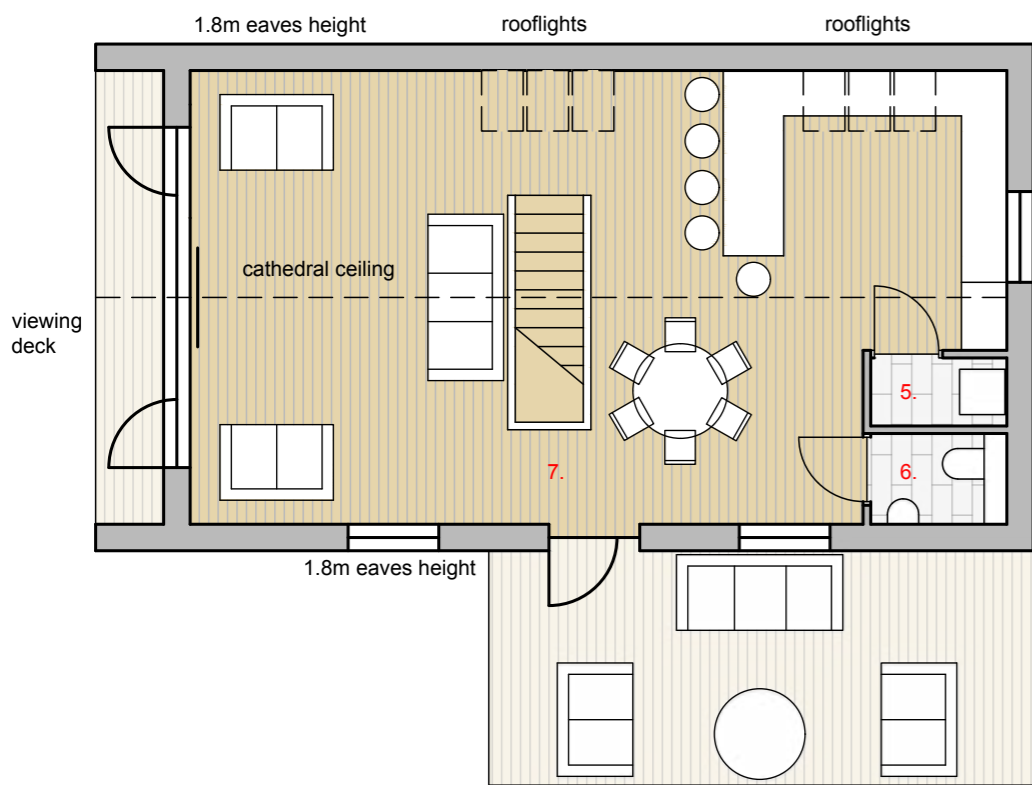 1.8m eaves height
rooflights
rooflights
cathedral ceiling
viewing
deck
5.
6.
7.
1.8m eaves height